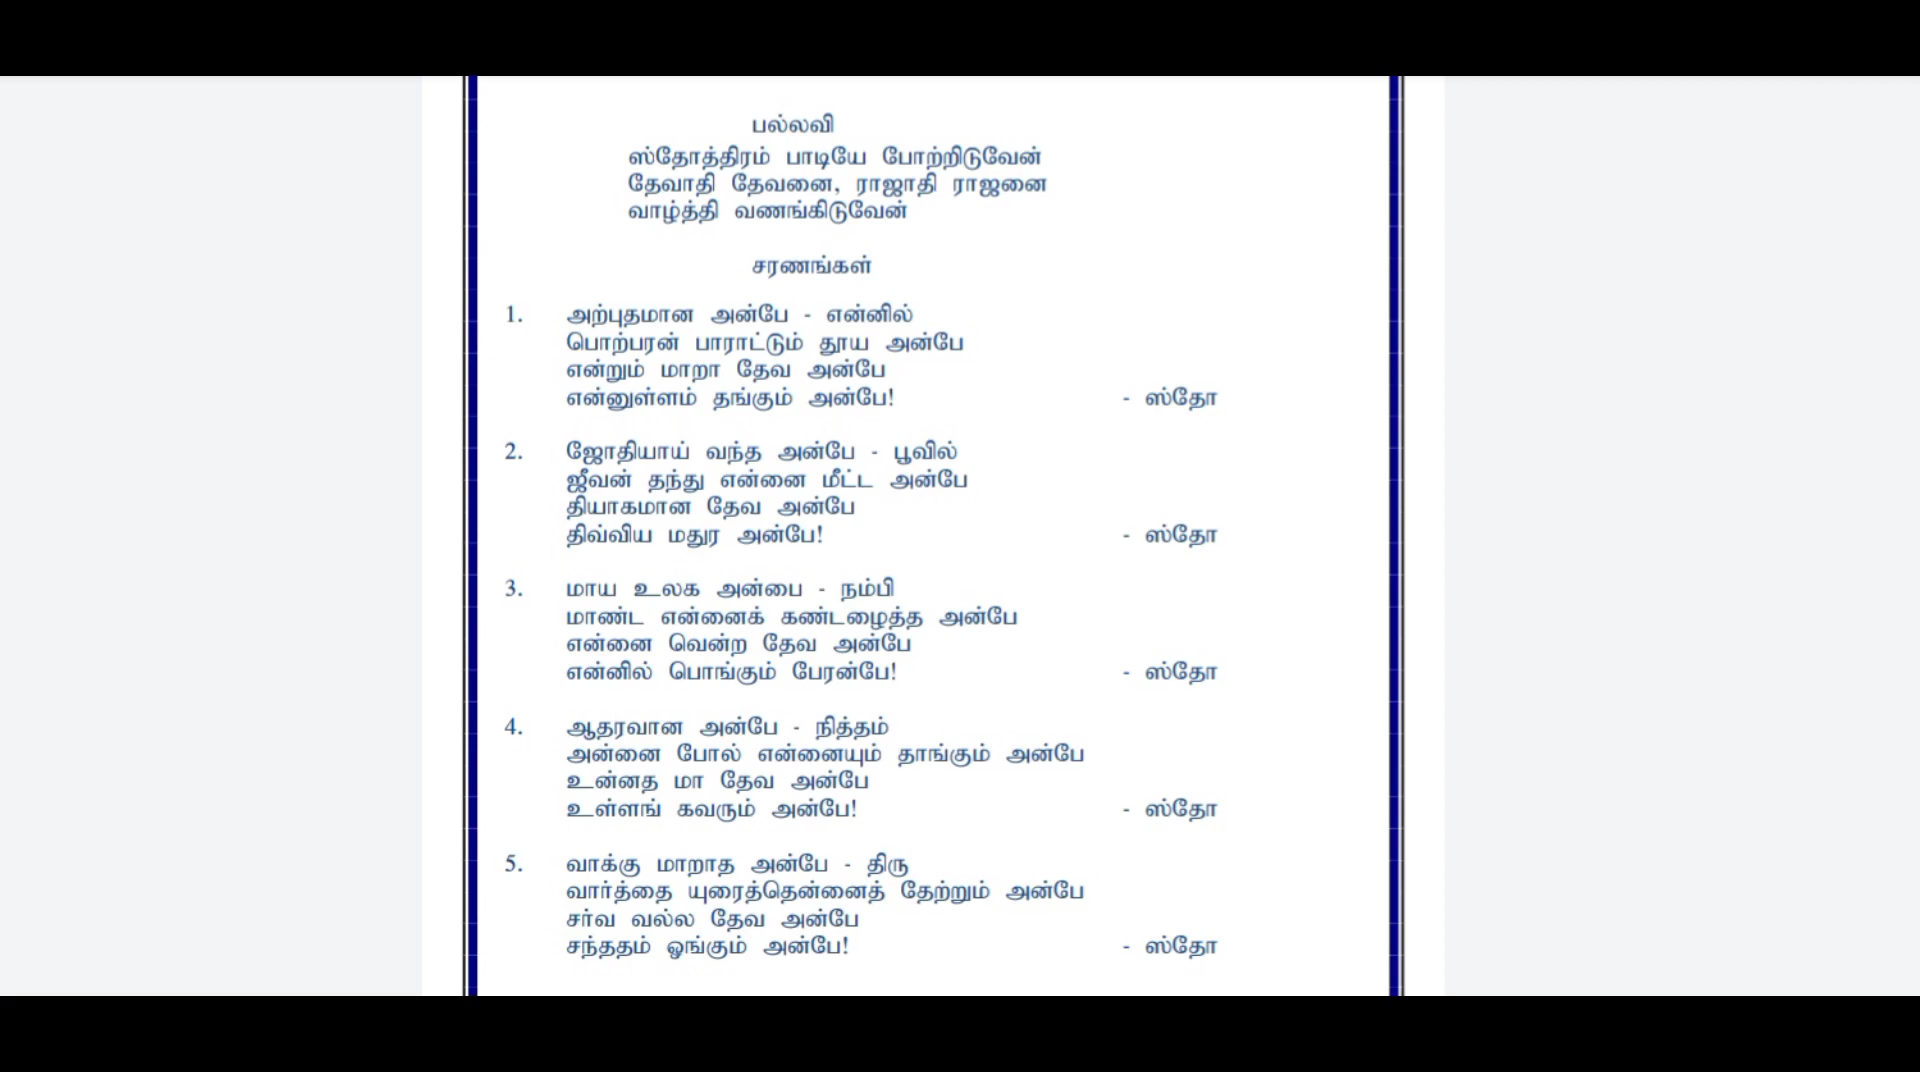 பல்லவி
ஸ்தோத்திரம் பாடியே போற்றிடுவேன்
தேவாதி தேவனை, ராஜாதி ராஜனை
வாழ்த்தி வணங்கிடுவேன்
சரணங்கள்
1. அற்புதமான அன்பே - என்னில்
பொற்பரன் பாராட்டும் தூய அன்பே
என்றும் மாறா தேவ அன்பே
என்னுள்ளம் தங்கும் அன்பே! - ஸ்தோ
2. ஜோதியாய் வந்த அன்பே - பூவில்
ஜீவன் தந்து என்னை மீட்ட அன்பே
தியாகமான தேவ அன்பே
திவ்விய மதுர அன்பே! - ஸ்தோ
3. மாய உலக அன்பை - நம்பி
மாண்ட என்னைக் கண்டழைத்த அன்பே
என்னை வென்ற தேவ அன்பே
என்னில் பொங்கும் பேரன்பே! - ஸ்தோ
4. ஆதரவான அன்பே - நித்தம்
அன்னை போல் என்னையும் தாங்கும் அன்பே
உன்னத மா தேவ அன்பே
உள்ளங் கவரும் அன்பே! - ஸ்தோ
5. வாக்கு மாறாத அன்பே - திரு
வார்த்தை யுரைத்தென்னைத் தேற்றும் அன்பே
சர்வ வல்ல தேவ அன்பே
சந்ததம் ஓங்கும் அன்பே! - ஸ்தோ